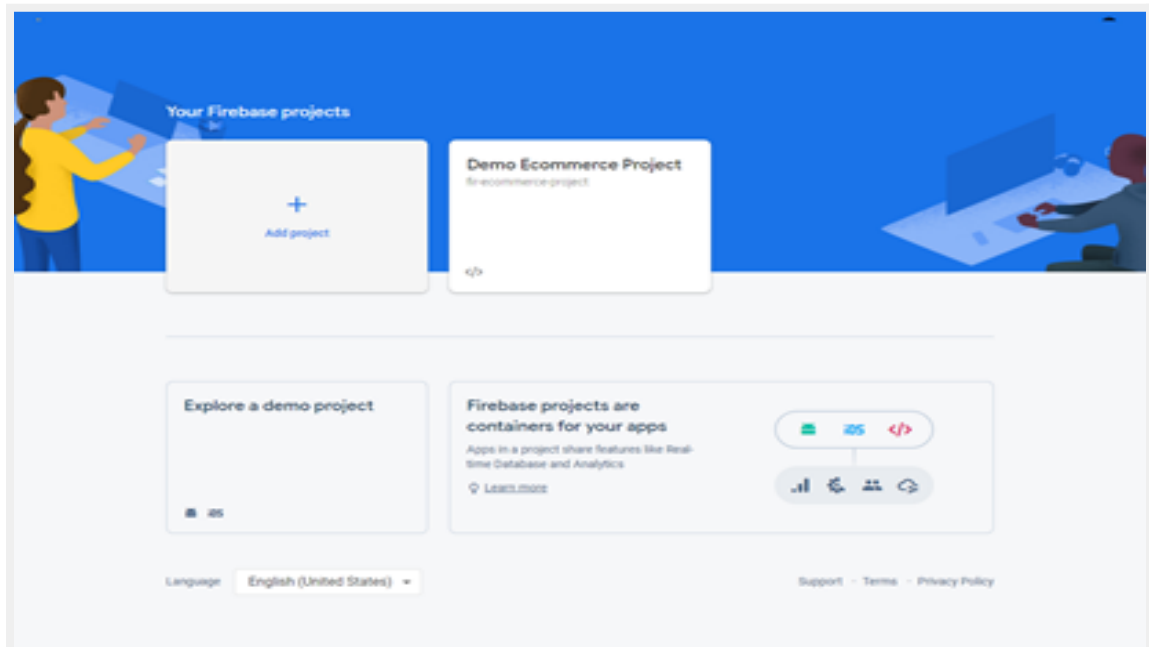 Your Firebase projects
+
Add project
Demo Ecommerce Project
fir-ecommerce-project
</>
Explore a demo project
iOS
Firebase projects are
containers for your apps
Apps in a project share features like Real-
time Database and Analytics
Learn more
iOS </>
Language English (United States)
Support - Terms - Privacy Policy